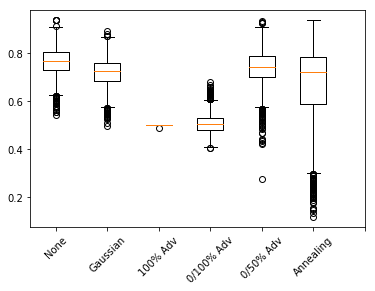 0.8
0.6
0.4
0.2
None
Gaussian
100% Adv
0/100% Adv
0/50% Adv
Annealing